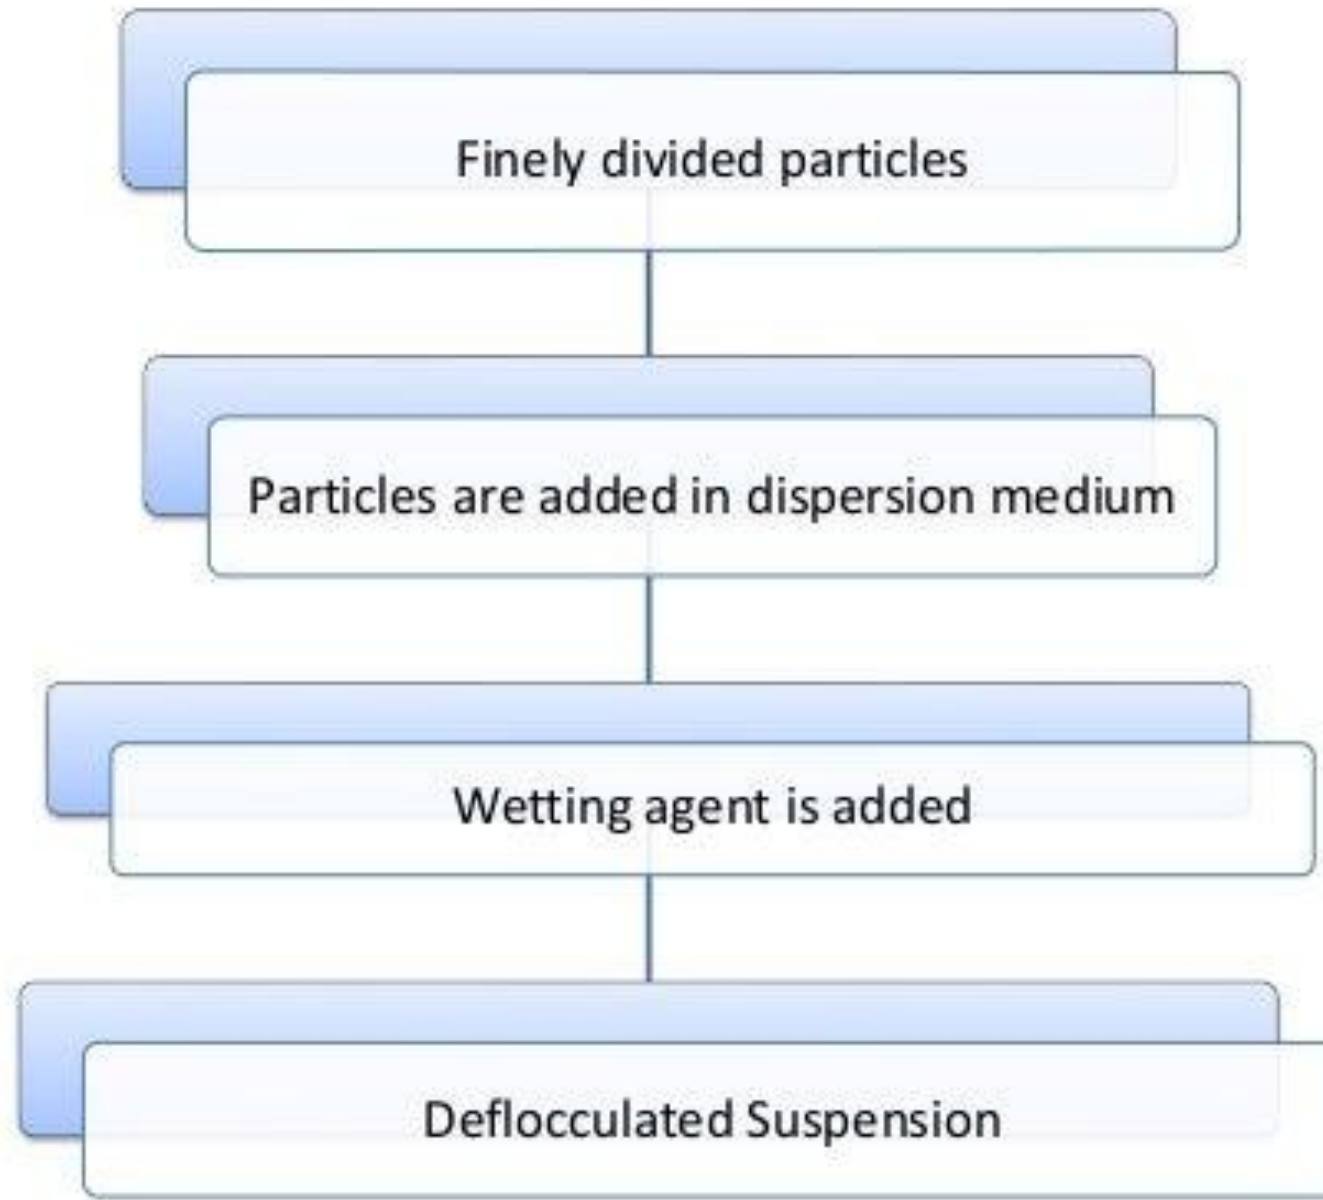 Finely divided particles
Particles are added in dispersion medium
Wetting agent is added
Deflocculated Suspension